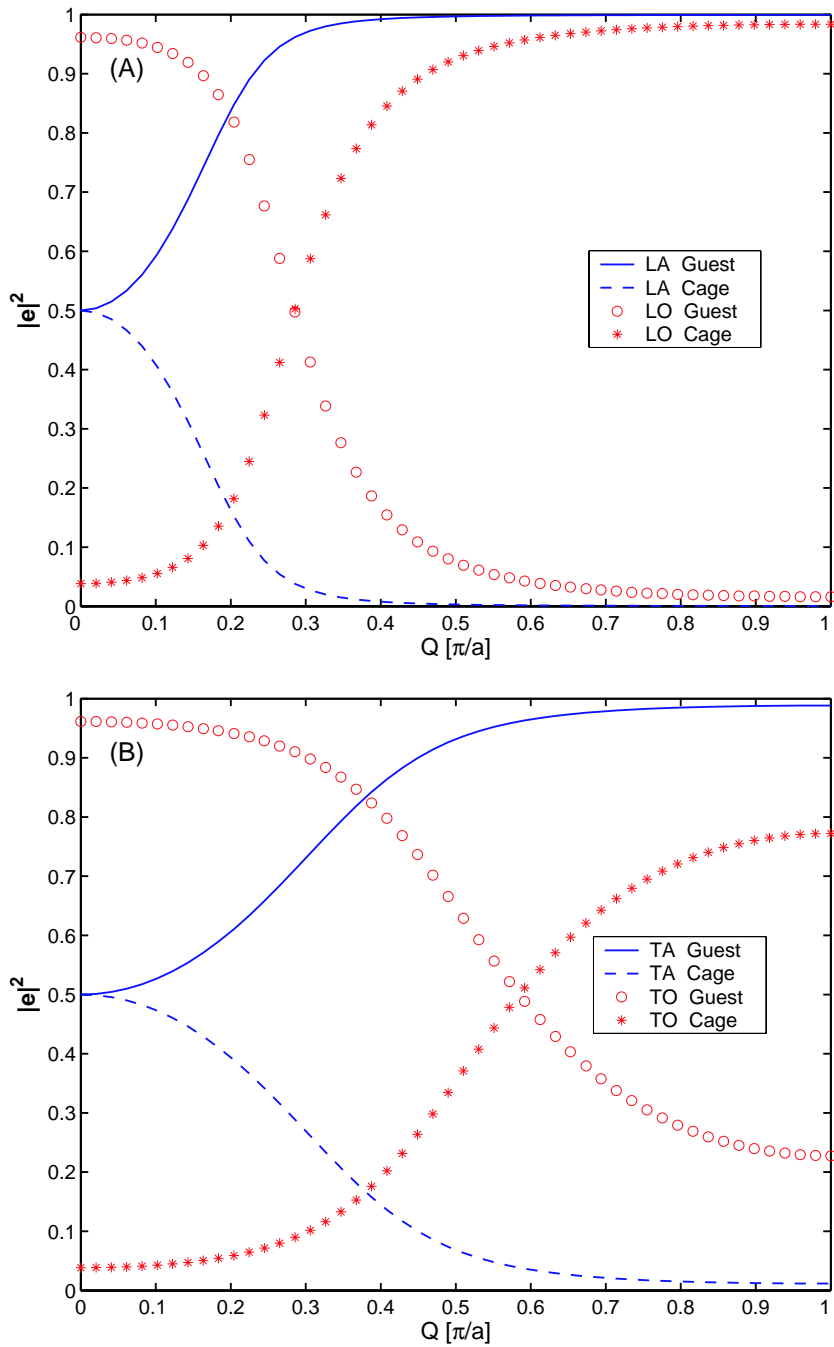 (A)
|e|²
1
0.9
0.8
0.7
0.6
0.5
0.4
0.3
0.2
0.1
0
0 0.1 0.2 0.3 0.4 0.5 0.6 0.7 0.8 0.9 1
Q [π/a]
LA Guest
LA Cage
LO Guest
LO Cage
(B)
|e|²
1
0.9
0.8
0.7
0.6
0.5
0.4
0.3
0.2
0.1
0
0 0.1 0.2 0.3 0.4 0.5 0.6 0.7 0.8 0.9 1
Q [π/a]
TA Guest
TA Cage
TO Guest
TO Cage